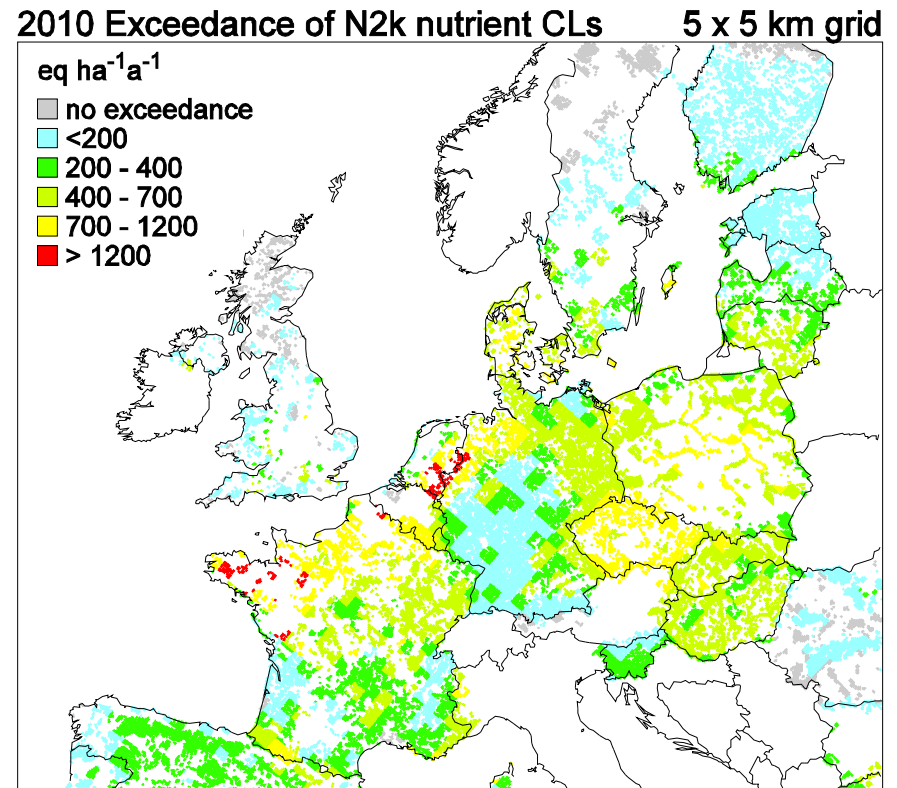 2010 Exceedance of N2k nutrient CLs 5 x 5 km grid
eq ha-1a-1
no exceedance
<200
200 - 400
400 - 700
700 - 1200
> 1200